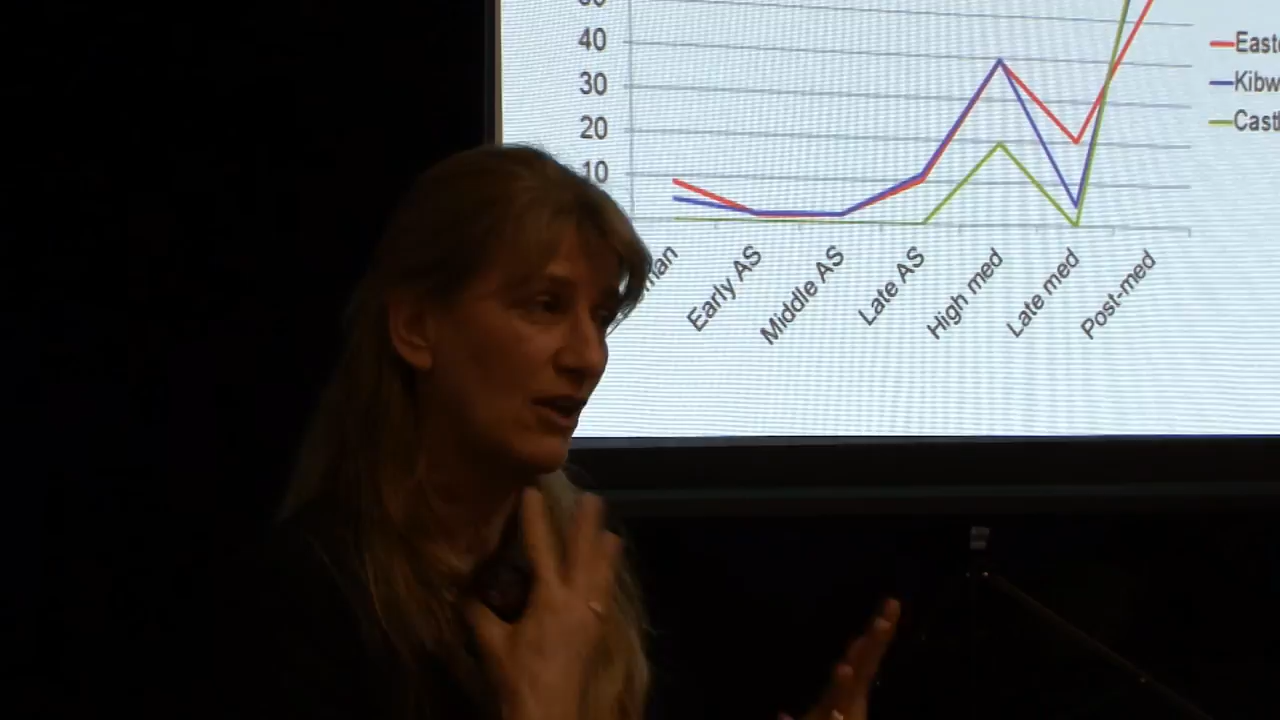 40
30
20
10
Early AS
Middle AS
Late AS
High med
Late med
Post-med